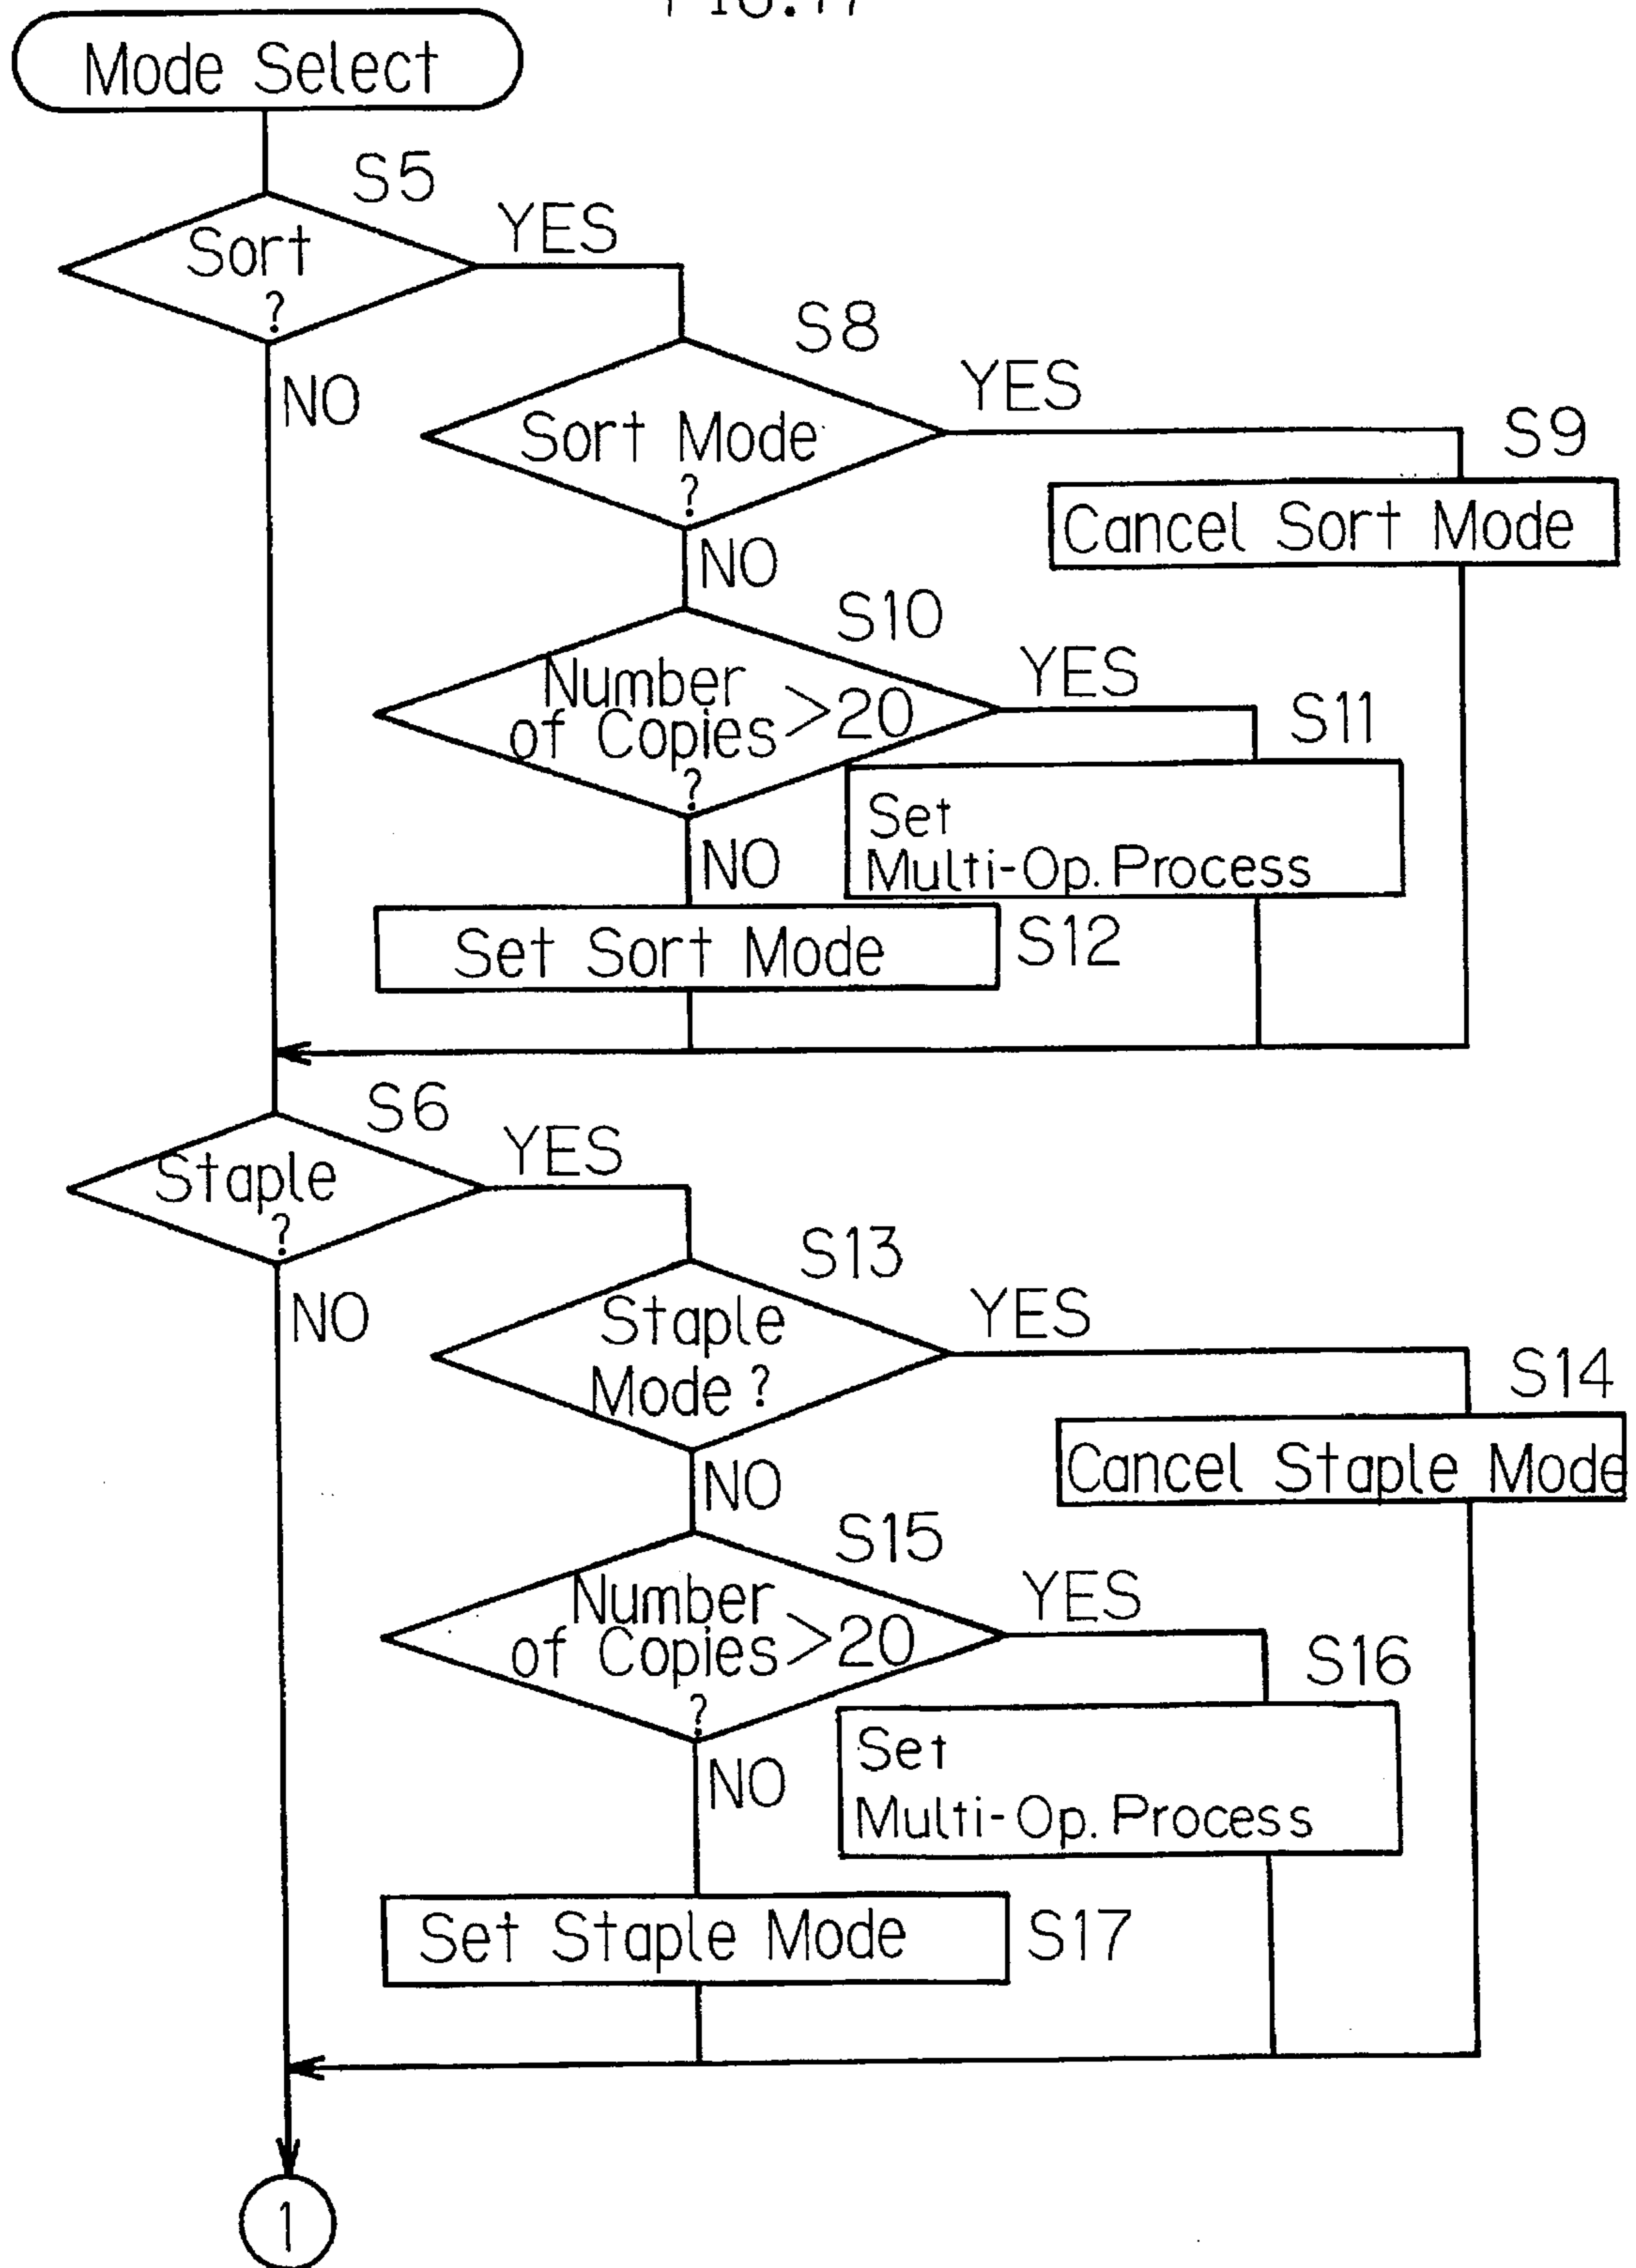 Mode Select
S5
Sort
?
YES
NO
S8
Sort Mode
?
YES
S9
Cancel Sort Mode
NO
S10
Number
of Copies >20
?
YES
S11
Set
Multi-Op. Process
NO
Set Sort Mode
S12
S6
Staple
?
YES
NO
S13
Staple
Mode ?
YES
S14
Cancel Staple Mode
NO
S15
Number
of Copies >20
?
YES
S16
Set
Multi-Op. Process
NO
Set Staple Mode
S17
1